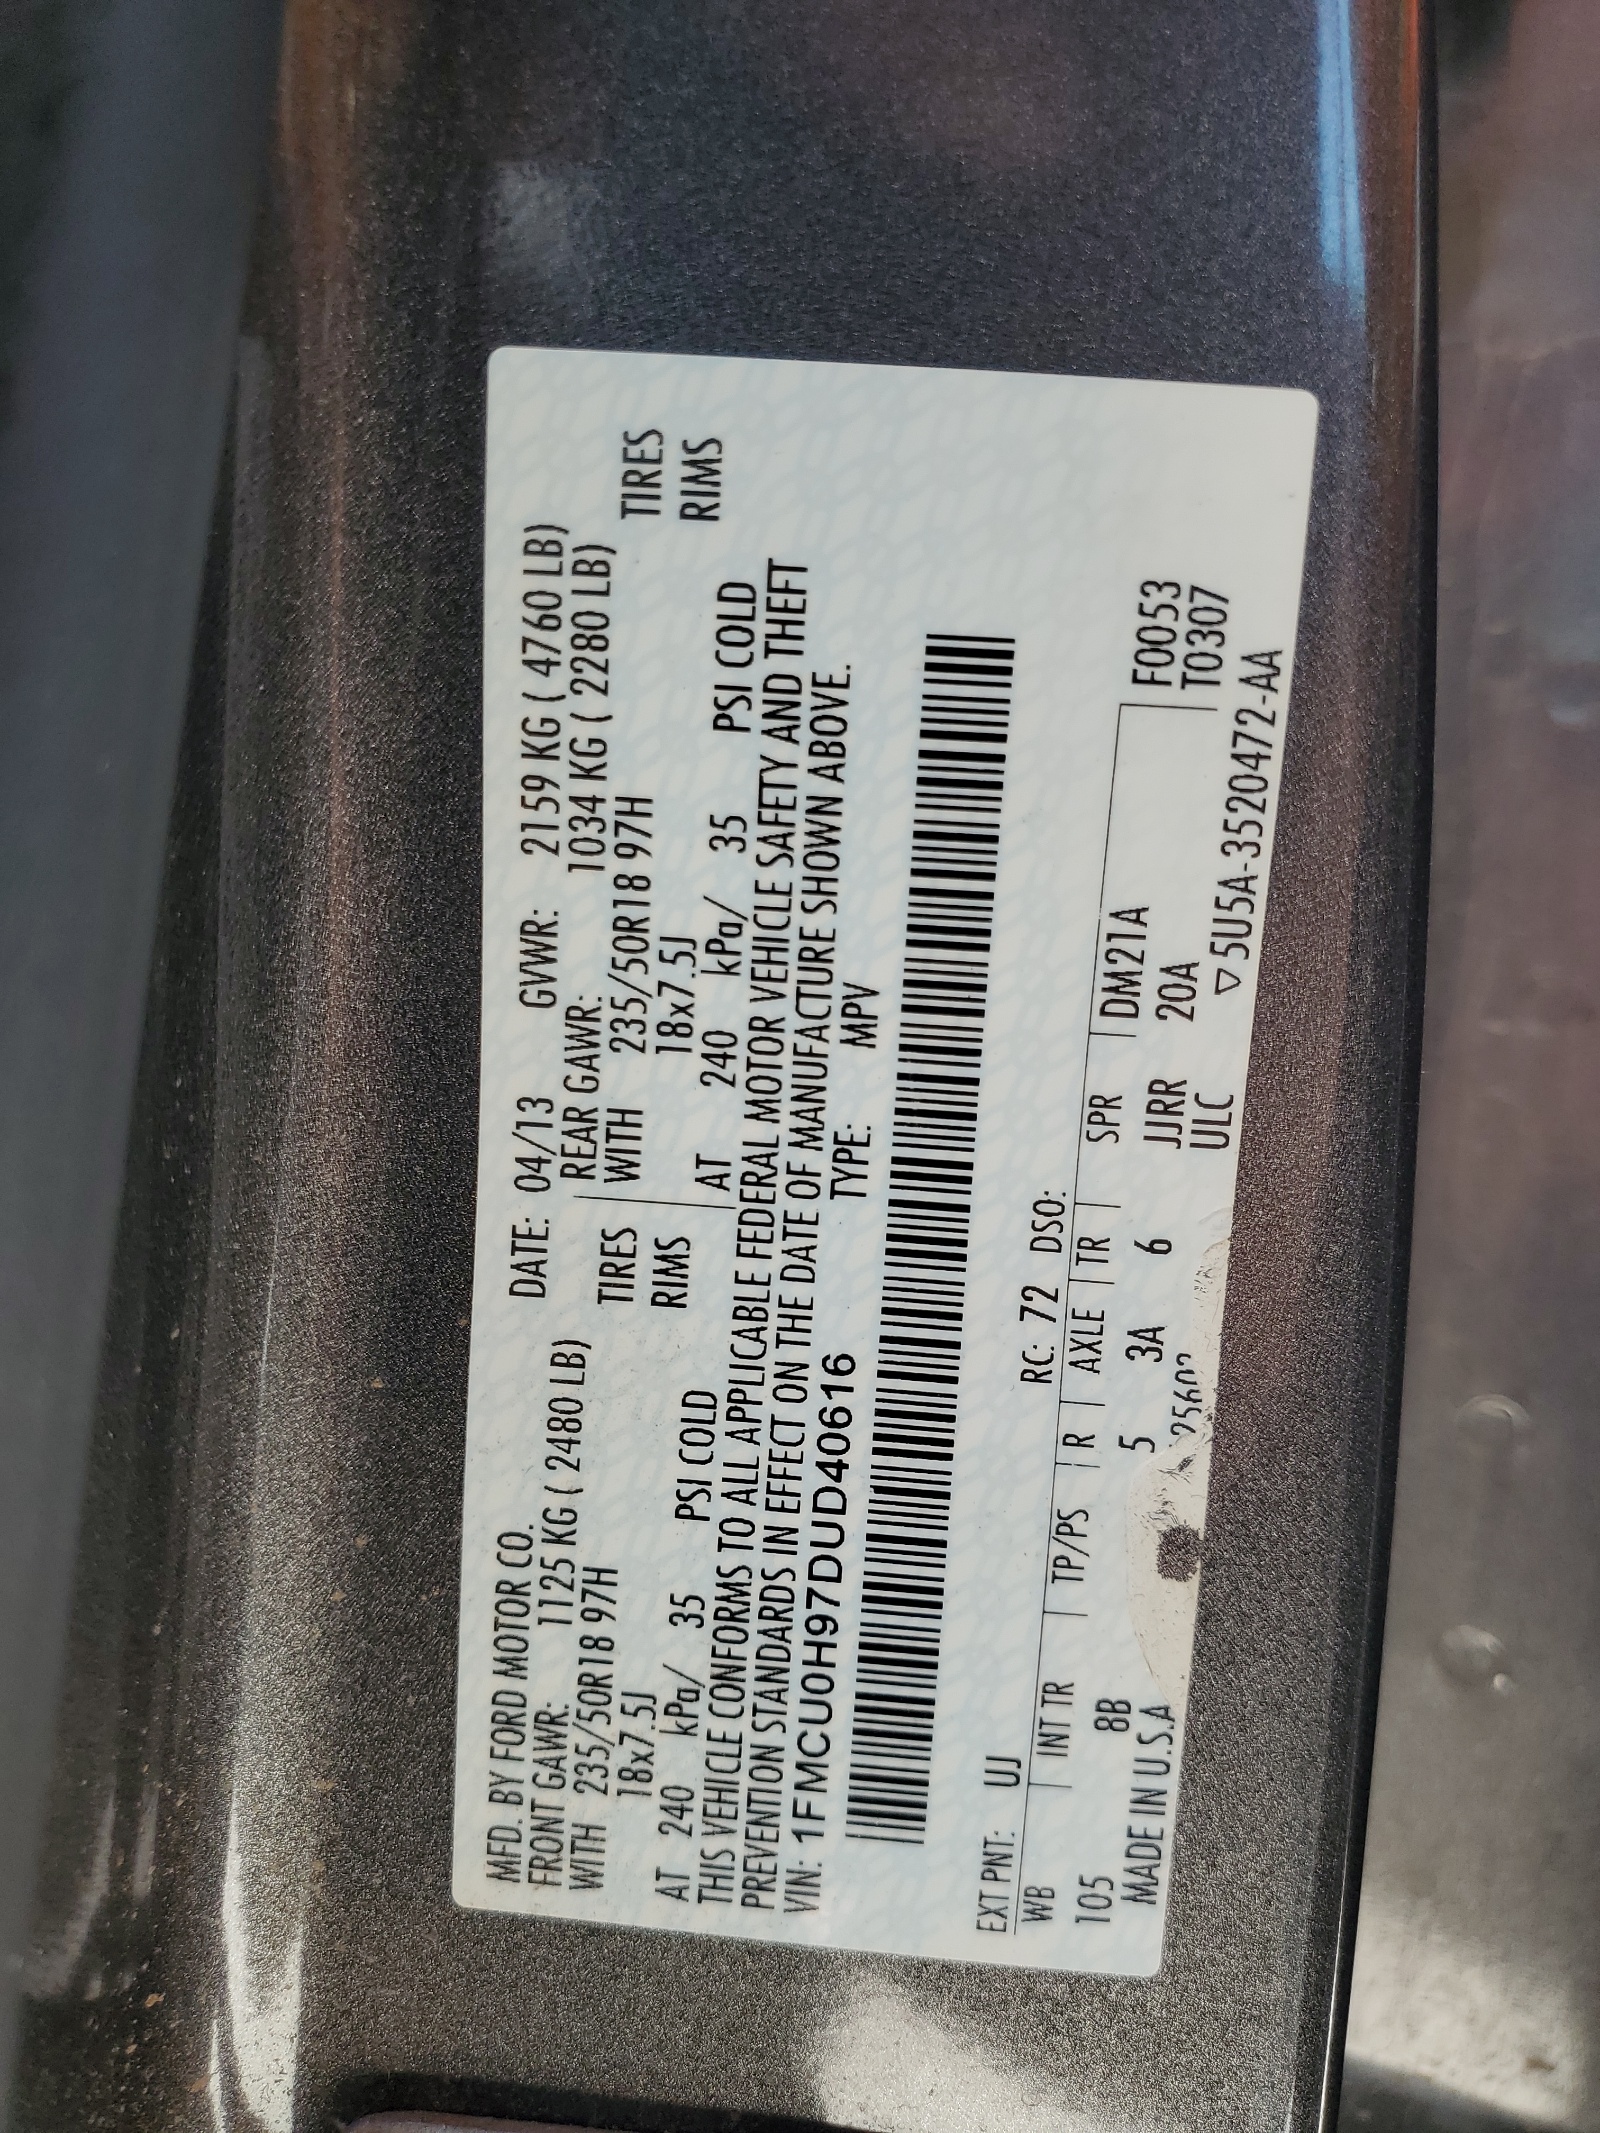 MFD. BY FORD MOTOR CO. DATE: 04/13 GVWR: 2159 KG ( 4760 LB)
FRONT GAWR: 1125 KG ( 2480 LB) REAR GAWR: 1034 KG ( 2280 LB)
WITH 235/50R18 97H TIRES WITH 235/50R18 97H TIRES
18x7.5J RIMS 18x7.5J RIMS
AT 240 kPa/ 35 PSI COLD AT 240 kPa/ 35 PSI COLD
THIS VEHICLE CONFORMS TO ALL APPLICABLE FEDERAL MOTOR VEHICLE SAFETY AND THEFT
PREVENTION STANDARDS IN EFFECT ON THE DATE OF MANUFACTURE SHOWN ABOVE.
VIN: 1FMCU0H97DUD40616 TYPE: MPV
EXT PNT: UJ RC: 72 DSO:
WB | INT TR | TP/PS | R | AXLE | TR | SPR | DM21A F0053
105 8B 5 3A 6 JJRR 20A T0307
MADE IN U.S.A ULC ▽5U5A-3520472-AA